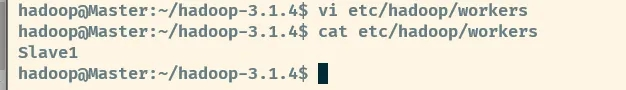 hadoop@Master:~/hadoop-3.1.4$ vi etc/hadoop/workers
hadoop@Master:~/hadoop-3.1.4$ cat etc/hadoop/workers
Slave1
hadoop@Master:~/hadoop-3.1.4$